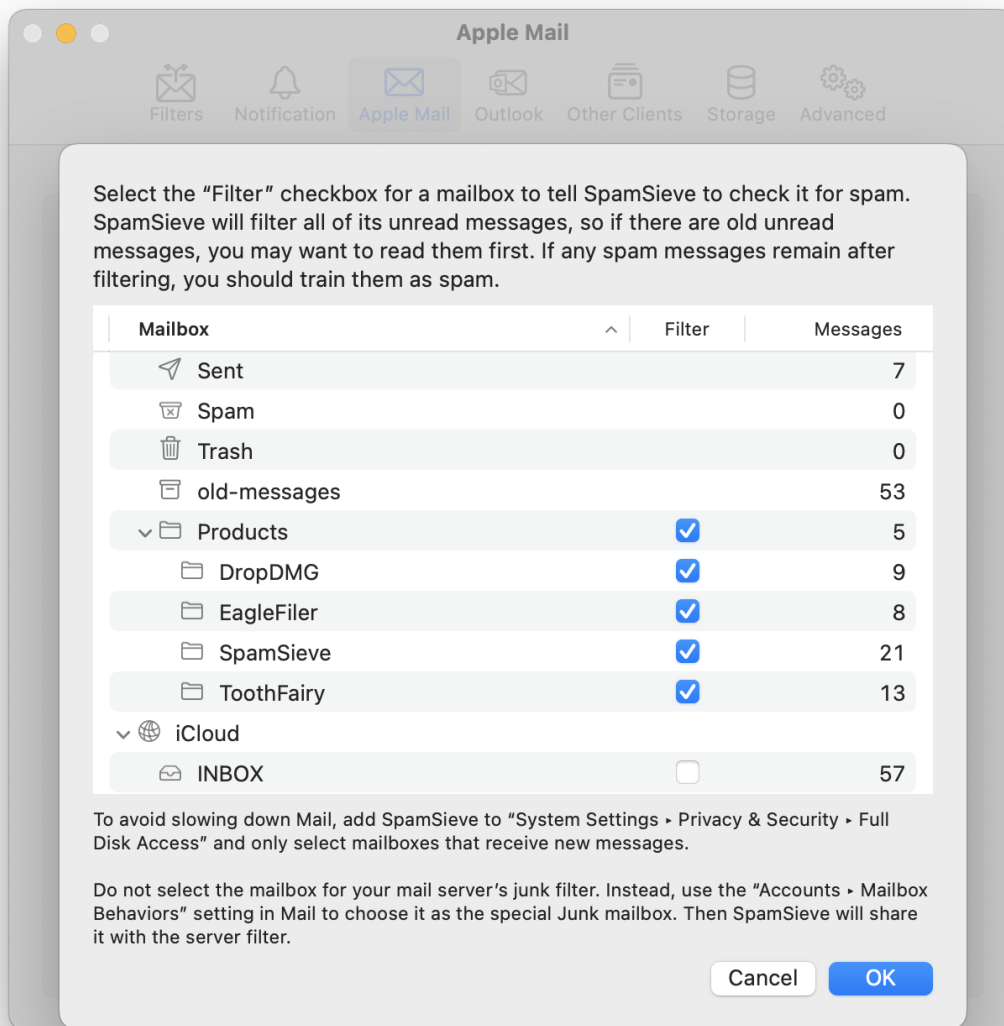 Apple Mail
Filters Notification Apple Mail Outlook Other Clients Storage Advanced
Select the “Filter” checkbox for a mailbox to tell SpamSieve to check it for spam.
SpamSieve will filter all of its unread messages, so if there are old unread
messages, you may want to read them first. If any spam messages remain after
filtering, you should train them as spam.
Mailbox Filter Messages
Sent 7
Spam 0
Trash 0
old-messages 53
Products 5
DropDMG 9
EagleFiler 8
SpamSieve 21
ToothFairy 13
iCloud
INBOX 57
To avoid slowing down Mail, add SpamSieve to “System Settings ▸ Privacy & Security ▸ Full
Disk Access” and only select mailboxes that receive new messages.
Do not select the mailbox for your mail server’s junk filter. Instead, use the “Accounts ▸ Mailbox
Behaviors” setting in Mail to choose it as the special Junk mailbox. Then SpamSieve will share
it with the server filter.
Cancel OK